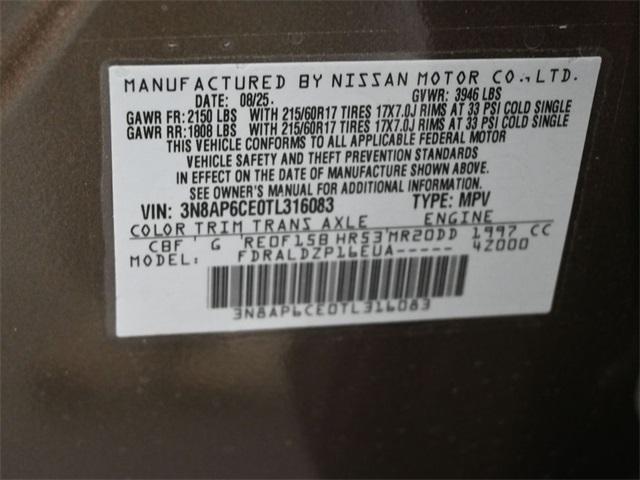 MANUFACTURED BY NISSAN MOTOR CO., LTD.
DATE: 08/25. GVWR: 3946 LBS
GAWR FR: 2150 LBS WITH 215/60R17 TIRES 17X7.0J RIMS AT 33 PSI COLD SINGLE
GAWR RR: 1808 LBS WITH 215/60R17 TIRES 17X7.0J RIMS AT 33 PSI COLD SINGLE
THIS VEHICLE CONFORMS TO ALL APPLICABLE FEDERAL MOTOR
VEHICLE SAFETY AND THEFT PREVENTION STANDARDS
IN EFFECT ON THE DATE OF MANUFACTURE SHOWN ABOVE.
SEE OWNER'S MANUAL FOR ADDITIONAL INFORMATION.
VIN: 3N8AP6CE0TL316083 TYPE: MPV
COLOR TRIM TRANS AXLE ENGINE
CBF G RE0F15B HR53 MR20DD 1997 CC
MODEL: FDRALDZP16EUA----- 4Z000
3N8AP6CE0TL316083